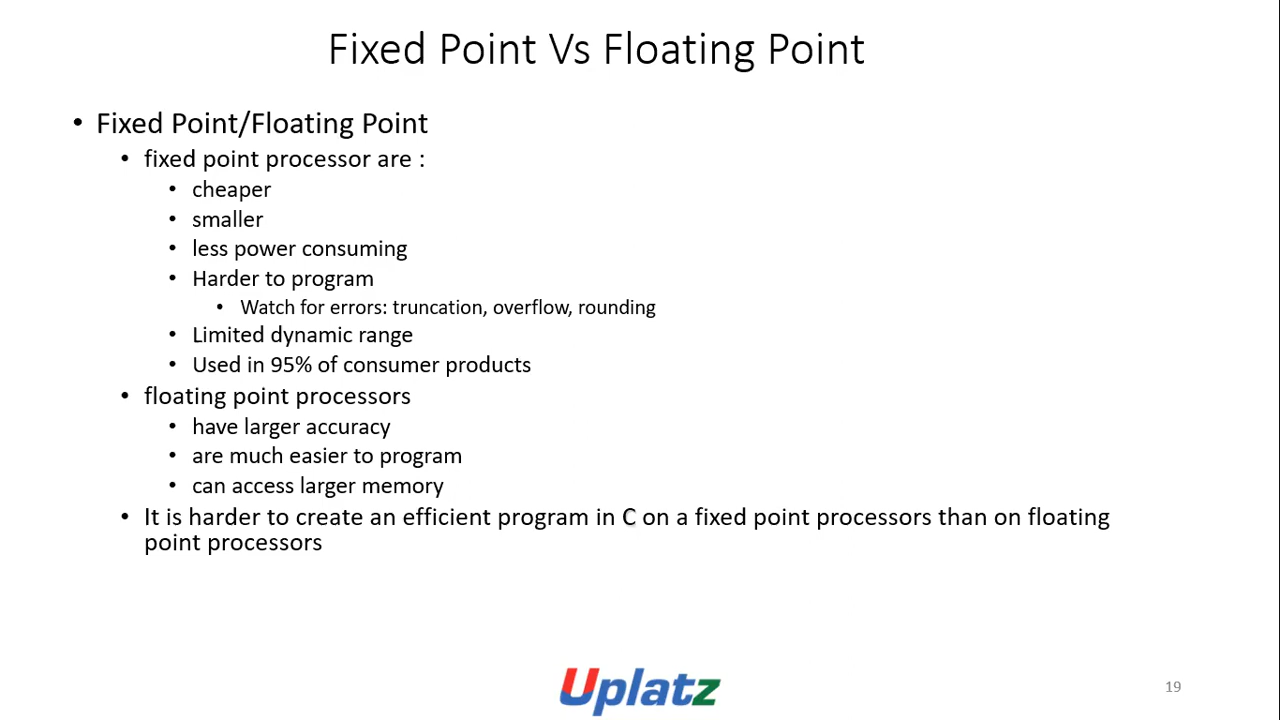 Fixed Point Vs Floating Point
• Fixed Point/Floating Point
• fixed point processor are :
• cheaper
• smaller
• less power consuming
• Harder to program
• Watch for errors: truncation, overflow, rounding
• Limited dynamic range
• Used in 95% of consumer products
• floating point processors
• have larger accuracy
• are much easier to program
• can access larger memory
• It is harder to create an efficient program in C on a fixed point processors than on floating
point processors
Uplatz
19